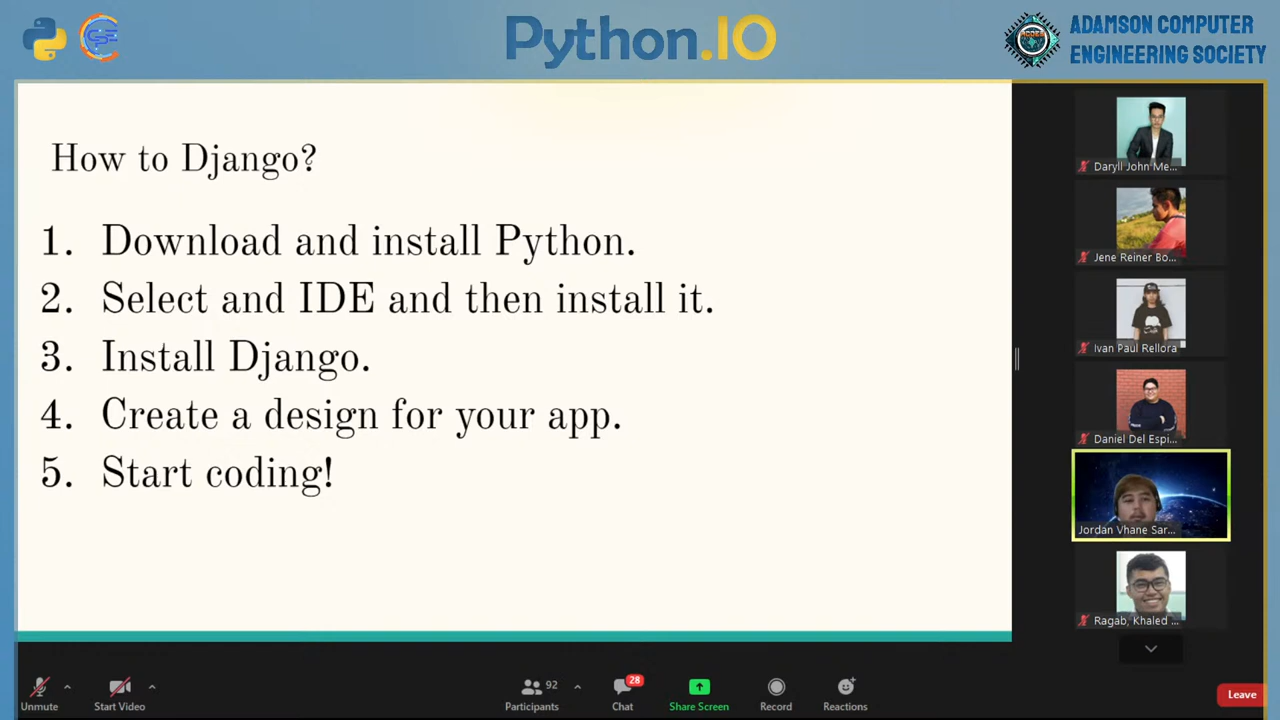 Python.IO
ADAMSON COMPUTER
ENGINEERING SOCIETY
How to Django?
1. Download and install Python.
2. Select and IDE and then install it.
3. Install Django.
4. Create a design for your app.
5. Start coding!
Daryll John Me...
Jene Reiner Bo...
Ivan Paul Rellora
Daniel Del Espi...
Jordan Vhane Sar...
Ragab, Khaled ...
Unmute
Start Video
92
Participants
28
Chat
Share Screen
Record
Reactions
Leave